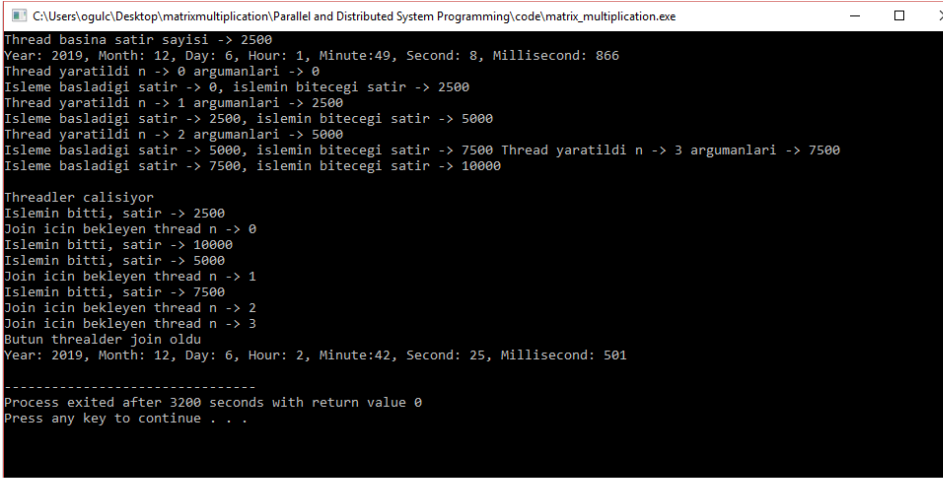 C:\Users\ogulc\Desktop\matrixmultiplication\Parallel and Distributed System Programming\code\matrix_multiplication.exe
Thread basina satir sayisi -> 2500
Year: 2019, Month: 12, Day: 6, Hour: 1, Minute:49, Second: 8, Millisecond: 866
Thread yaratildi n -> 0 argumanlari -> 0
Isleme basladigi satir -> 0, islemin bitecegi satir -> 2500
Thread yaratildi n -> 1 argumanlari -> 2500
Isleme basladigi satir -> 2500, islemin bitecegi satir -> 5000
Thread yaratildi n -> 2 argumanlari -> 5000
Isleme basladigi satir -> 5000, islemin bitecegi satir -> 7500 Thread yaratildi n -> 3 argumanlari -> 7500
Isleme basladigi satir -> 7500, islemin bitecegi satir -> 10000
Threadler calisiyor
Islemin bitti, satir -> 2500
Join icin bekleyen thread n -> 0
Islemin bitti, satir -> 10000
Islemin bitti, satir -> 5000
Join icin bekleyen thread n -> 1
Islemin bitti, satir -> 7500
Join icin bekleyen thread n -> 2
Join icin bekleyen thread n -> 3
Butun threalder join oldu
Year: 2019, Month: 12, Day: 6, Hour: 2, Minute:42, Second: 25, Millisecond: 501
--------------------------------
Process exited after 3200 seconds with return value 0
Press any key to continue . . .